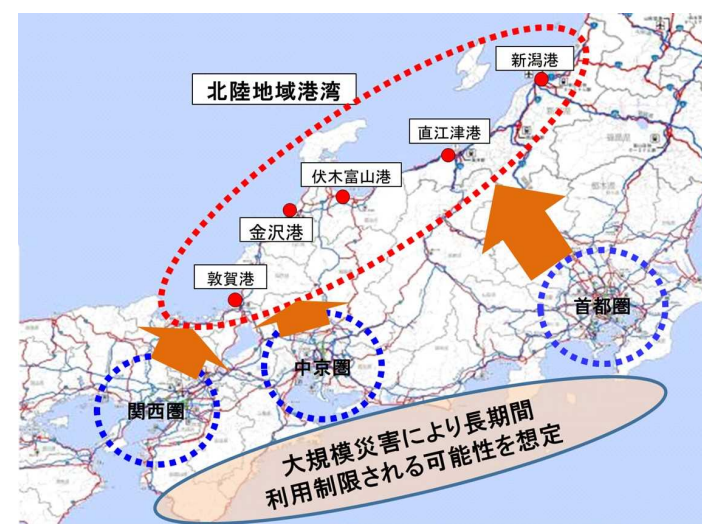 新潟港
北陸地域港湾
直江津港
伏木富山港
金沢港
敦賀港
首都圏
中京圏
関西圏
大規模災害により長期間
利用制限される可能性を想定